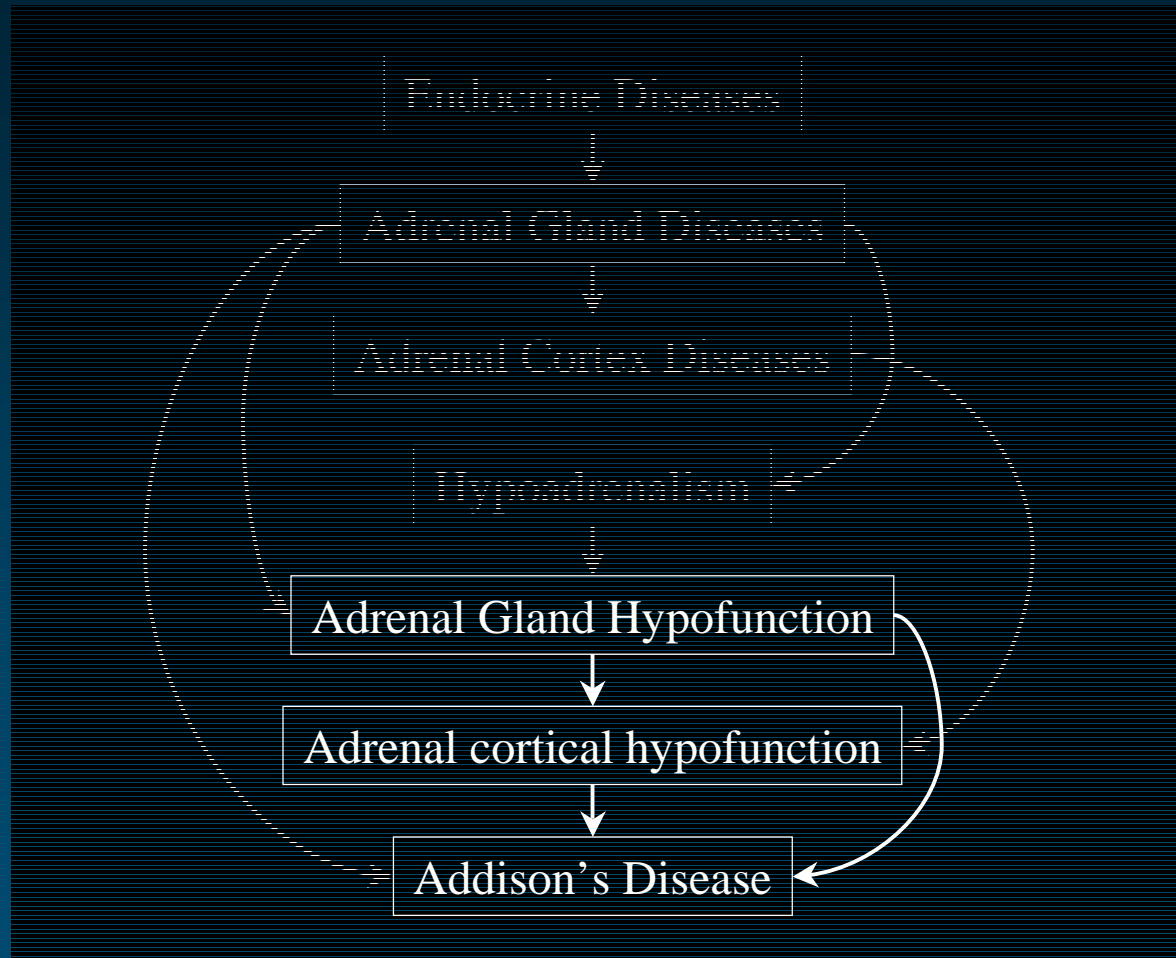 Endocrine Diseases
Adrenal Gland Diseases
Adrenal Cortex Diseases
Hypoadrenalism
Adrenal Gland Hypofunction
Adrenal cortical hypofunction
Addison’s Disease